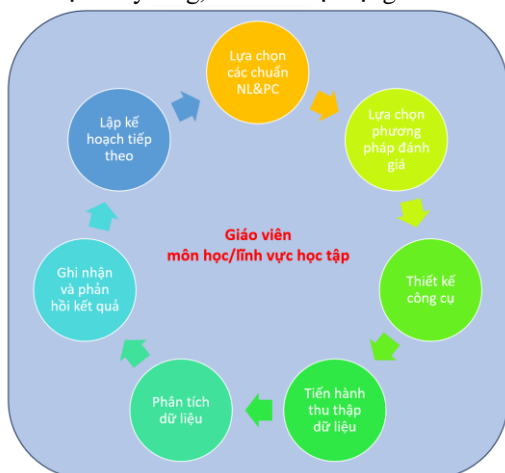 Lựa chọn
các chuẩn
NL&PC
Lựa chọn
phương
pháp đánh
giá
Thiết kế
công cụ
Tiến hành
thu thập
dữ liệu
Phân tích
dữ liệu
Ghi nhận
và phản
hồi kết quả
Lập kế
hoạch tiếp
theo
Giáo viên
môn học/lĩnh vực học tập